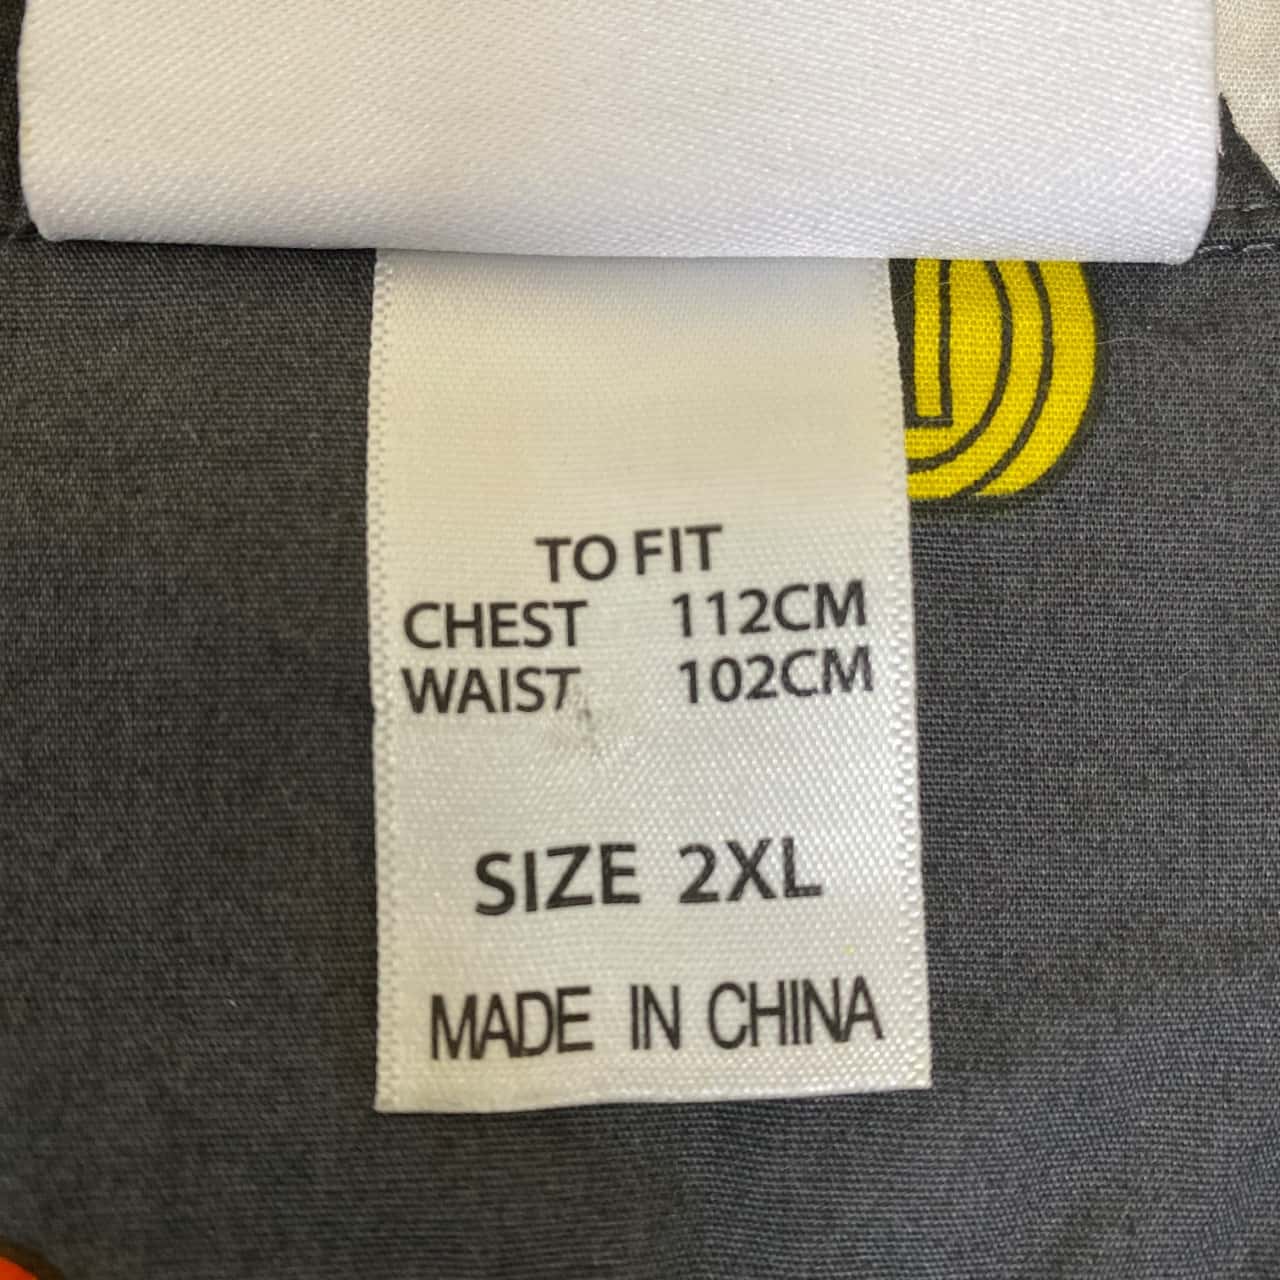 TO FIT
CHEST 112CM
WAIST 102CM
SIZE 2XL
MADE IN CHINA